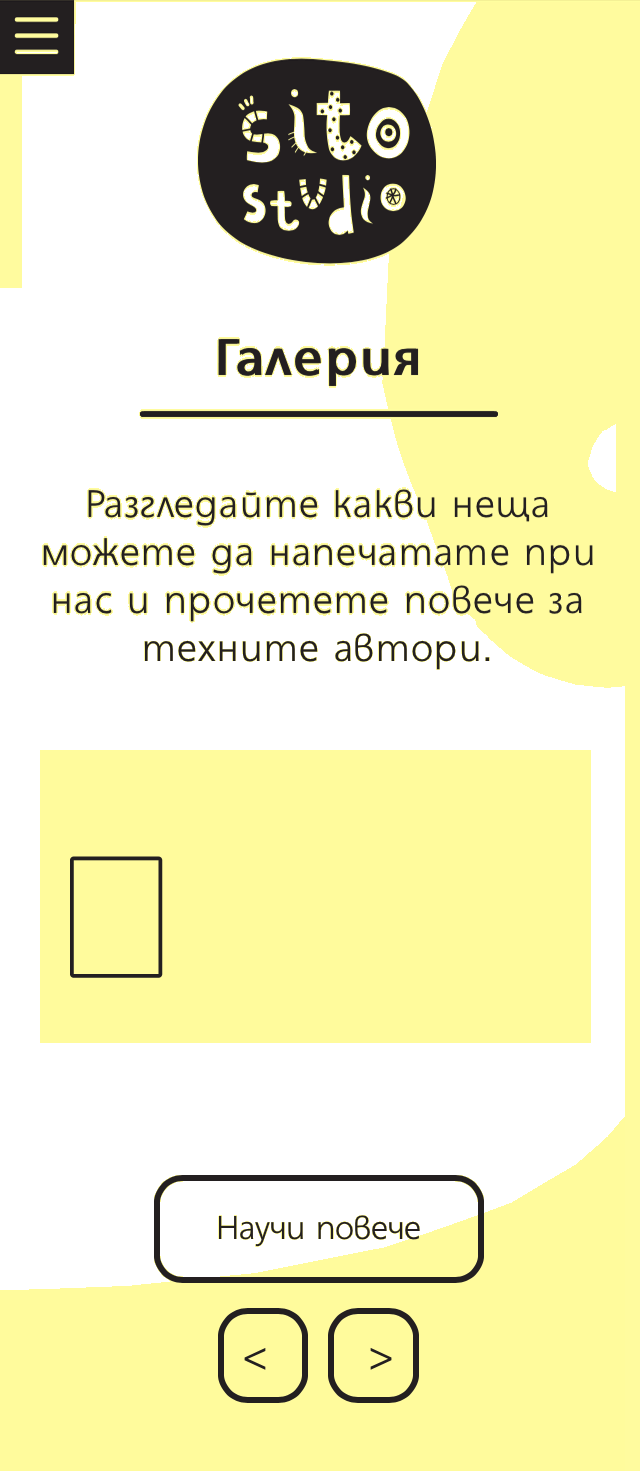 sito
studio
Галерия
Разгледайте какви неща
можете да напечатате при
нас и прочетете повече за
техните автори.
Научи повече
< >